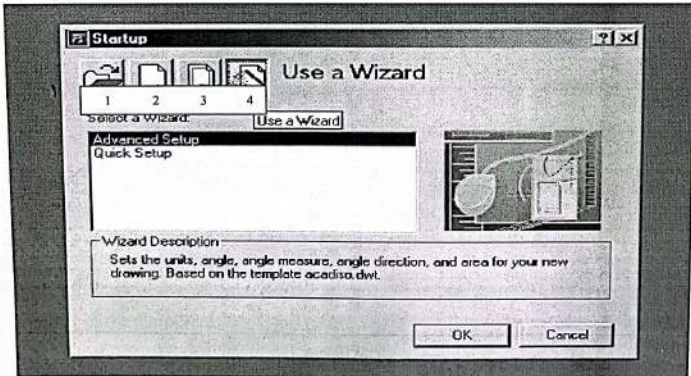 Startup
Use a Wizard
1 2 3 4
Select a Wizard:
Use a Wizard
Advanced Setup
Quick Setup
Wizard Description
Sets the units, angle, angle measure, angle direction, and area for your new
drawing. Based on the template acadiso.dwt.
OK
Cancel